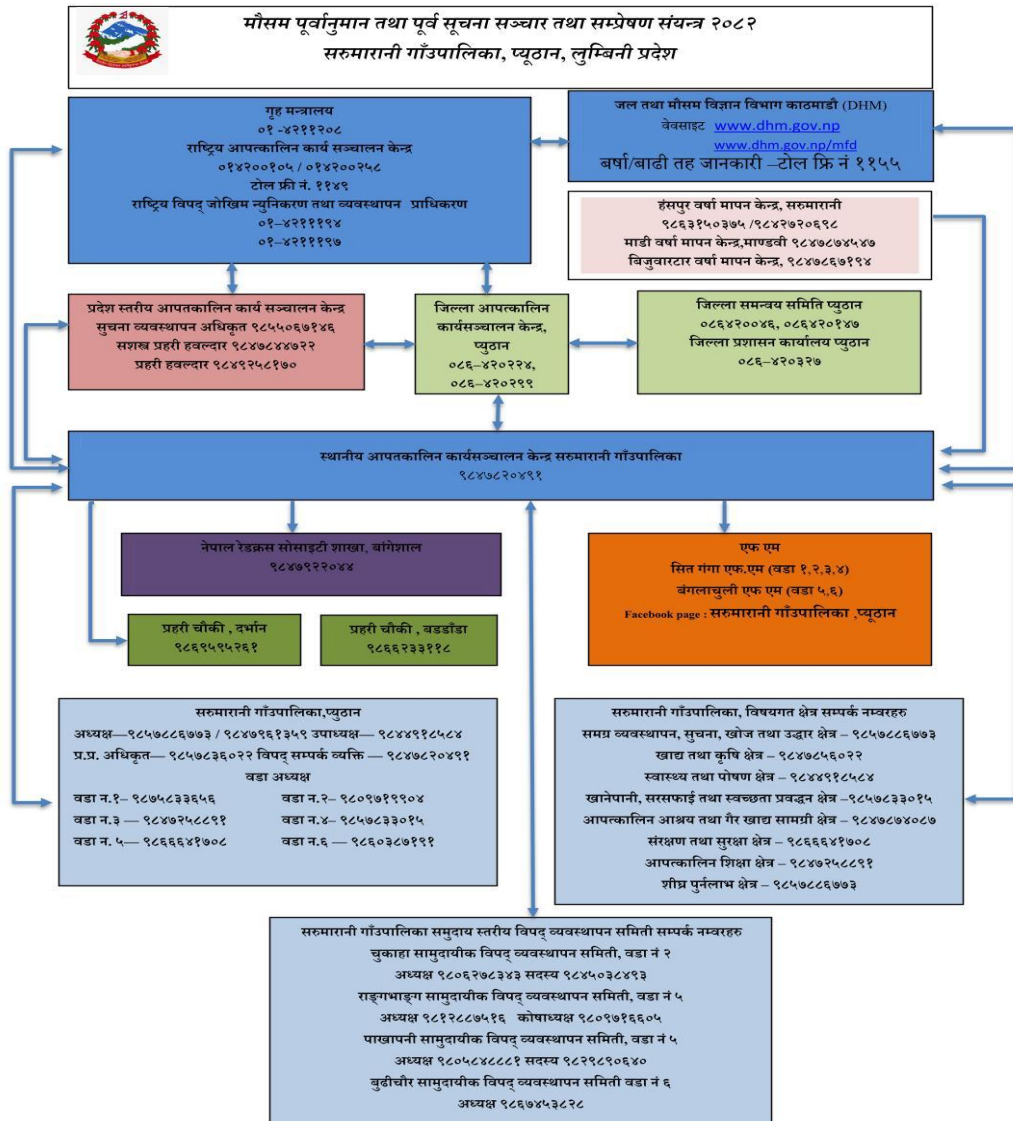 मौसम पूर्वानुमान तथा पूर्व सूचना सञ्चार तथा सम्प्रेषण संयन्त्र २०८२
सरुमारानी गाँउपालिका, प्यूठान, लुम्बिनी प्रदेश
गृह मन्त्रालय
०१ -४२११२०८
राष्ट्रिय आपत्कालिन कार्य सञ्चालन केन्द्र
०१४२००१०५ / ०१४२००२५८
टोल फ्री नं. ११४९
राष्ट्रिय विपद् जोखिम न्युनिकरण तथा व्यवस्थापन प्राधिकरण
०१–४२१११९४
०१–४२१११९७
जल तथा मौसम विज्ञान विभाग काठमाडौ (DHM)
वेवसाइट www.dhm.gov.np
www.dhm.gov.np/mfd
बर्षा/बाढी तह जानकारी –टोल फ्रि नं ११५५
हंसपुर वर्षा मापन केन्द्र, सरुमारानी
९८६३१५०३७५ /९८४२७२०६९८
माडी वर्षा मापन केन्द्र,माण्डवी ९८४७८७४५४७
बिजुवारटार वर्षा मापन केन्द्र, ९८४७८६७१९४
प्रदेश स्तरीय आपतकालिन कार्य सञ्चालन केन्द्र
सुचना व्यवस्थापन अधिकृत ९८५५०६७१४६
सशस्त्र प्रहरी हवल्दार ९८४७८४४७२२
प्रहरी हवल्दार ९८४९२५८१७०
जिल्ला आपत्कालिन
कार्यसञ्चालन केन्द्र,
प्युठान
०८६–४२०२२४,
०८६–४२०२९९
जिल्ला समन्वय समिति प्युठान
०८६४२००४६, ०८६४२०१४७
जिल्ला प्रशासन कार्यालय प्युठान
०८६–४२०३२७
स्थानीय आपतकालिन कार्यसञ्चालन केन्द्र सरुमारानी गाँउपालिका
९८४७८२०४९१
नेपाल रेडक्रस सोसाइटी शाखा, बांगेशाल
९८४७९२२०४४
एफ एम
सित गंगा एफ.एम (वडा १,२,३,४)
बंगलाचुली एफ एम (वडा ५,६)
Facebook page : सरुमारानी गाँउपालिका ,प्यूठान
प्रहरी चौकी , दर्भान
९८६९५९५२६१
प्रहरी चौकी , बडडाँडा
९८६६२३३११८
सरुमारानी गाँउपालिका,प्युठान
अध्यक्ष—९८५७८८६७७३ / ९८४७९६१३५९ उपाध्यक्ष— ९८४४९१८५८४
प्र.प्र. अधिकृत— ९८५७८३६०२२ विपद् सम्पर्क व्यक्ति — ९८४७८२०४९१
वडा अध्यक्ष
वडा न.१– ९८७५८३३६५६ वडा न.२– ९८०९७१९९०४
वडा न.३ — ९८४७२५८८९१ वडा न.४– ९८५७८३३०१५
वडा न. ५— ९८६६६४१७०८ वडा न.६ — ९८६०३८७१९१
सरुमारानी गाँउपालिका, विषयगत क्षेत्र सम्पर्क नम्वरहरु
समग्र व्यवस्थापन, सुचना, खोज तथा उद्धार क्षेत्र – ९८५७८८६७७३
खाद्य तथा कृषि क्षेत्र – ९८४७८५६०२२
स्वास्थ्य तथा पोषण क्षेत्र – ९८४४९१८५८४
खानेपानी, सरसफाई तथा स्वच्छता प्रवद्धन क्षेत्र –९८५७८३३०१५
आपत्कालिन आश्रय तथा गैर खाद्य सामग्री क्षेत्र – ९८४७८७४०८७
संरक्षण तथा सुरक्षा क्षेत्र – ९८६६६४१७०८
आपत्कालिन शिक्षा क्षेत्र – ९८४७२५८८९१
शीघ्र पुर्नलाभ क्षेत्र – ९८५७८८६७७३
सरुमारानी गाँउपालिका समुदाय स्तरीय विपद् व्यवस्थापन समिती सम्पर्क नम्वरहरु
चुकाहा सामुदायीक विपद् व्यवस्थापन समिती, वडा नं २
अध्यक्ष ९८०६२७८३४३ सदस्य ९८४५०३८४९३
राङ्गभाङ्ग सामुदायीक विपद् व्यवस्थापन समिती, वडा नं ५
अध्यक्ष ९८१२८८७५१६ कोषाध्यक्ष ९८०९७१६६०५
पाखापनी सामुदायीक विपद् व्यवस्थापन समिती, वडा नं ५
अध्यक्ष ९८०५८४८८८१ सदस्य ९८२९८९०६४०
बुढीचौर सामुदायीक विपद् व्यवस्थापन समिती वडा नं ६
अध्यक्ष ९८६७४५३८२८